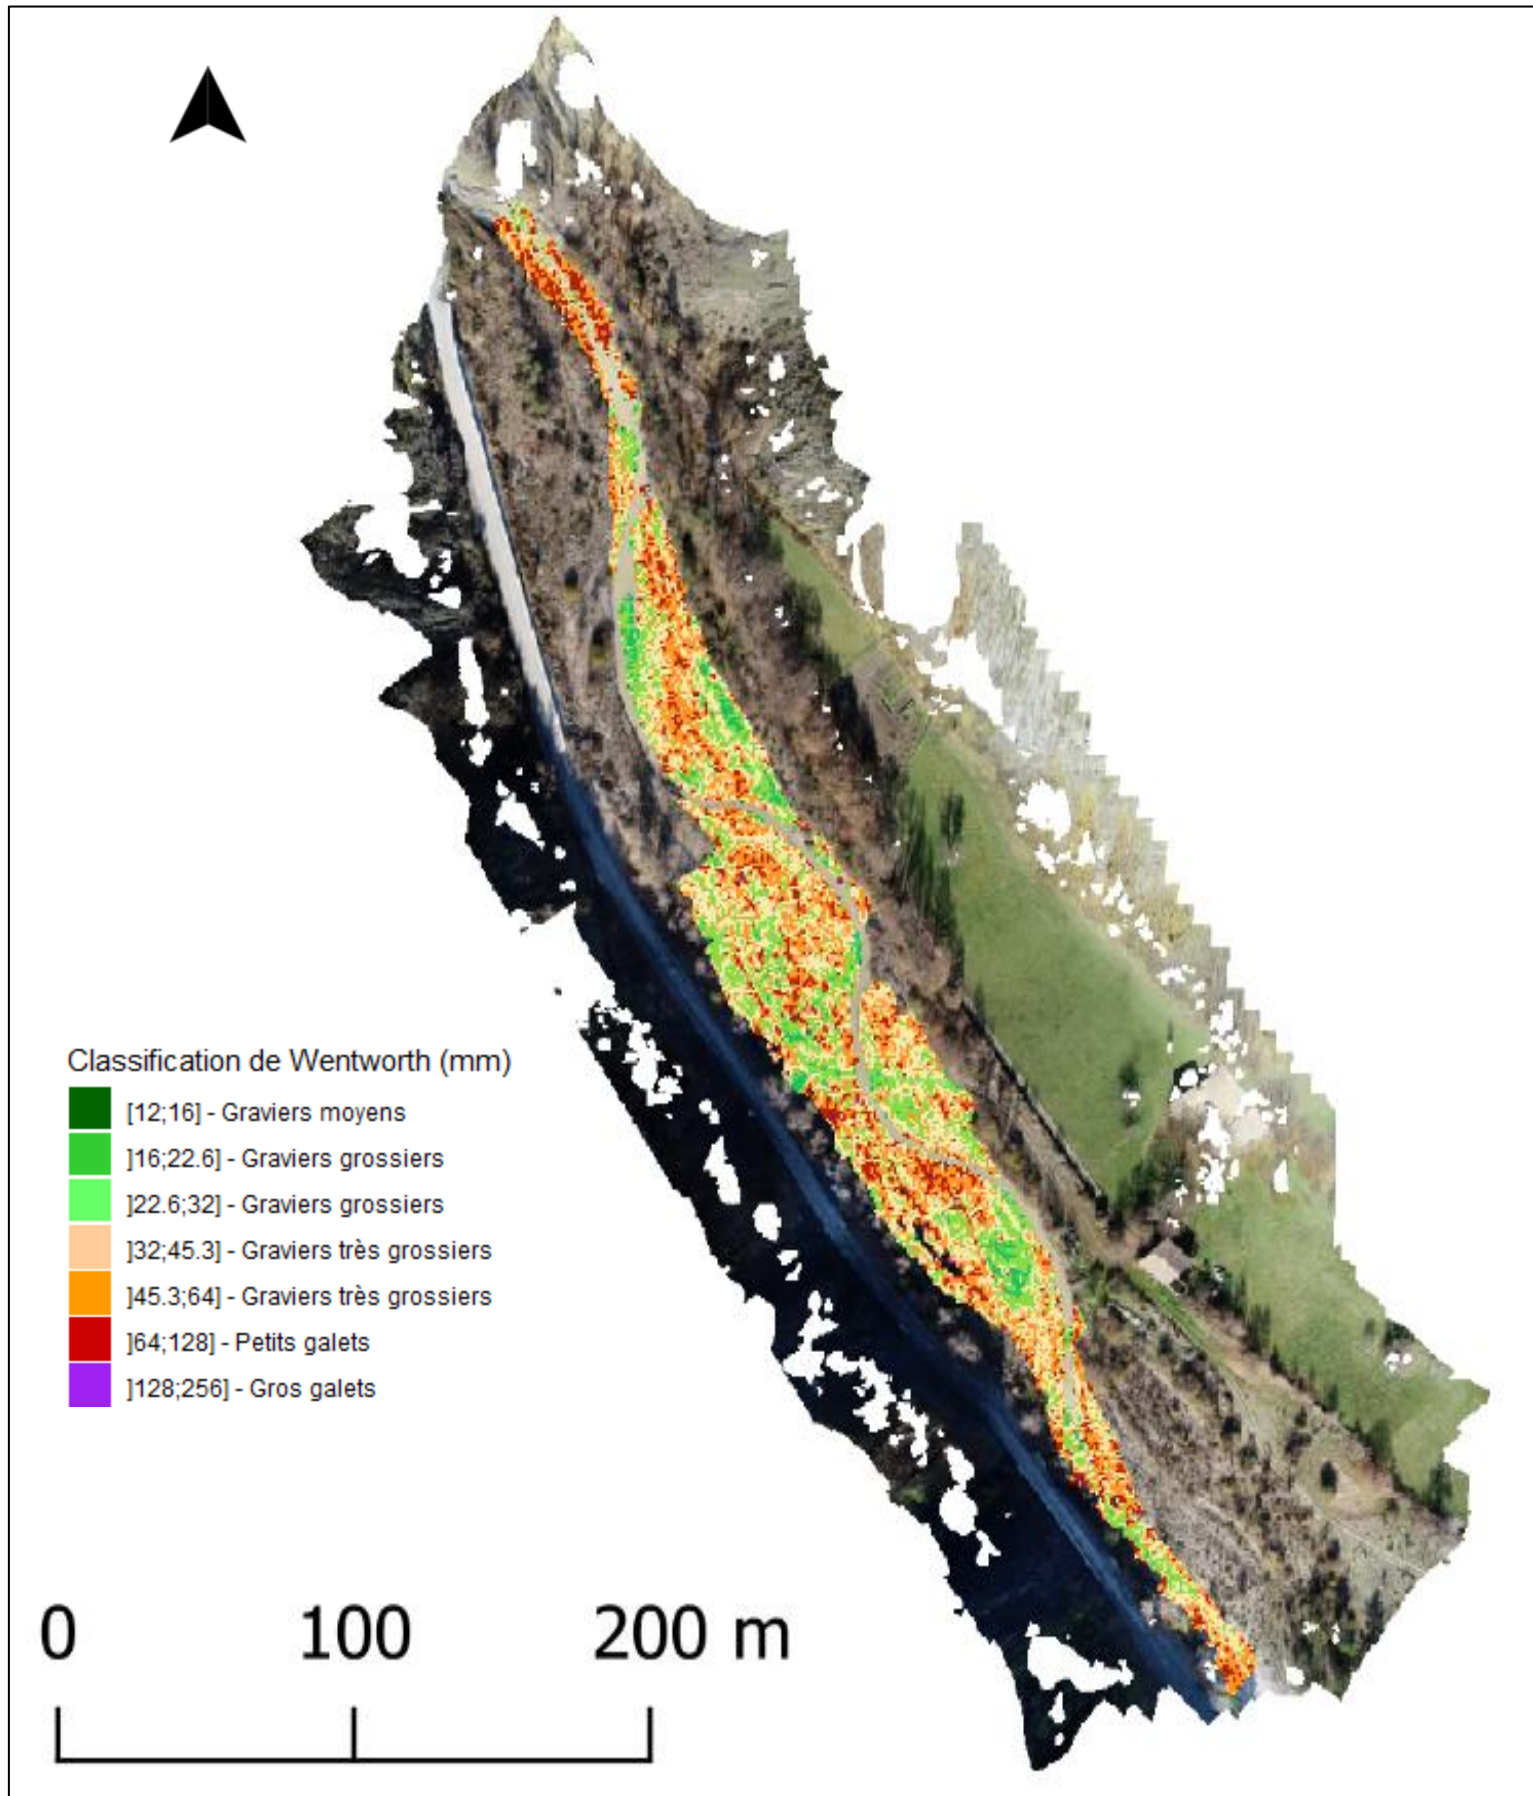 Classification de Wentworth (mm)
[12;16] - Graviers moyens
]16;22.6] - Graviers grossiers
]22.6;32] - Graviers grossiers
]32;45.3] - Graviers très grossiers
]45.3;64] - Graviers très grossiers
]64;128] - Petits galets
]128;256] - Gros galets
0 100 200 m